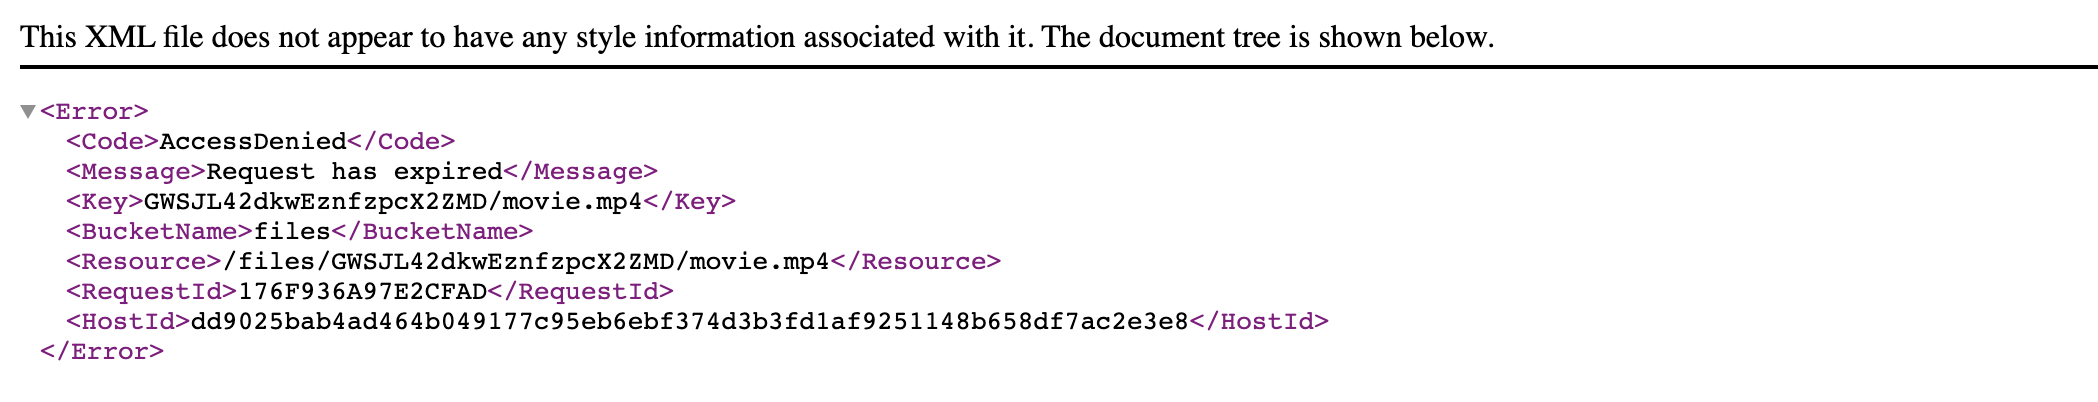 This XML file does not appear to have any style information associated with it. The document tree is shown below.
<Error>
<Code>AccessDenied</Code>
<Message>Request has expired</Message>
<Key>GWSJL42dkwEznfzpcX2ZMD/movie.mp4</Key>
<BucketName>files</BucketName>
<Resource>/files/GWSJL42dkwEznfzpcX2ZMD/movie.mp4</Resource>
<RequestId>176F936A97E2CFAD</RequestId>
<HostId>dd9025bab4ad464b049177c95eb6ebf374d3b3fd1af9251148b658df7ac2e3e8</HostId>
</Error>